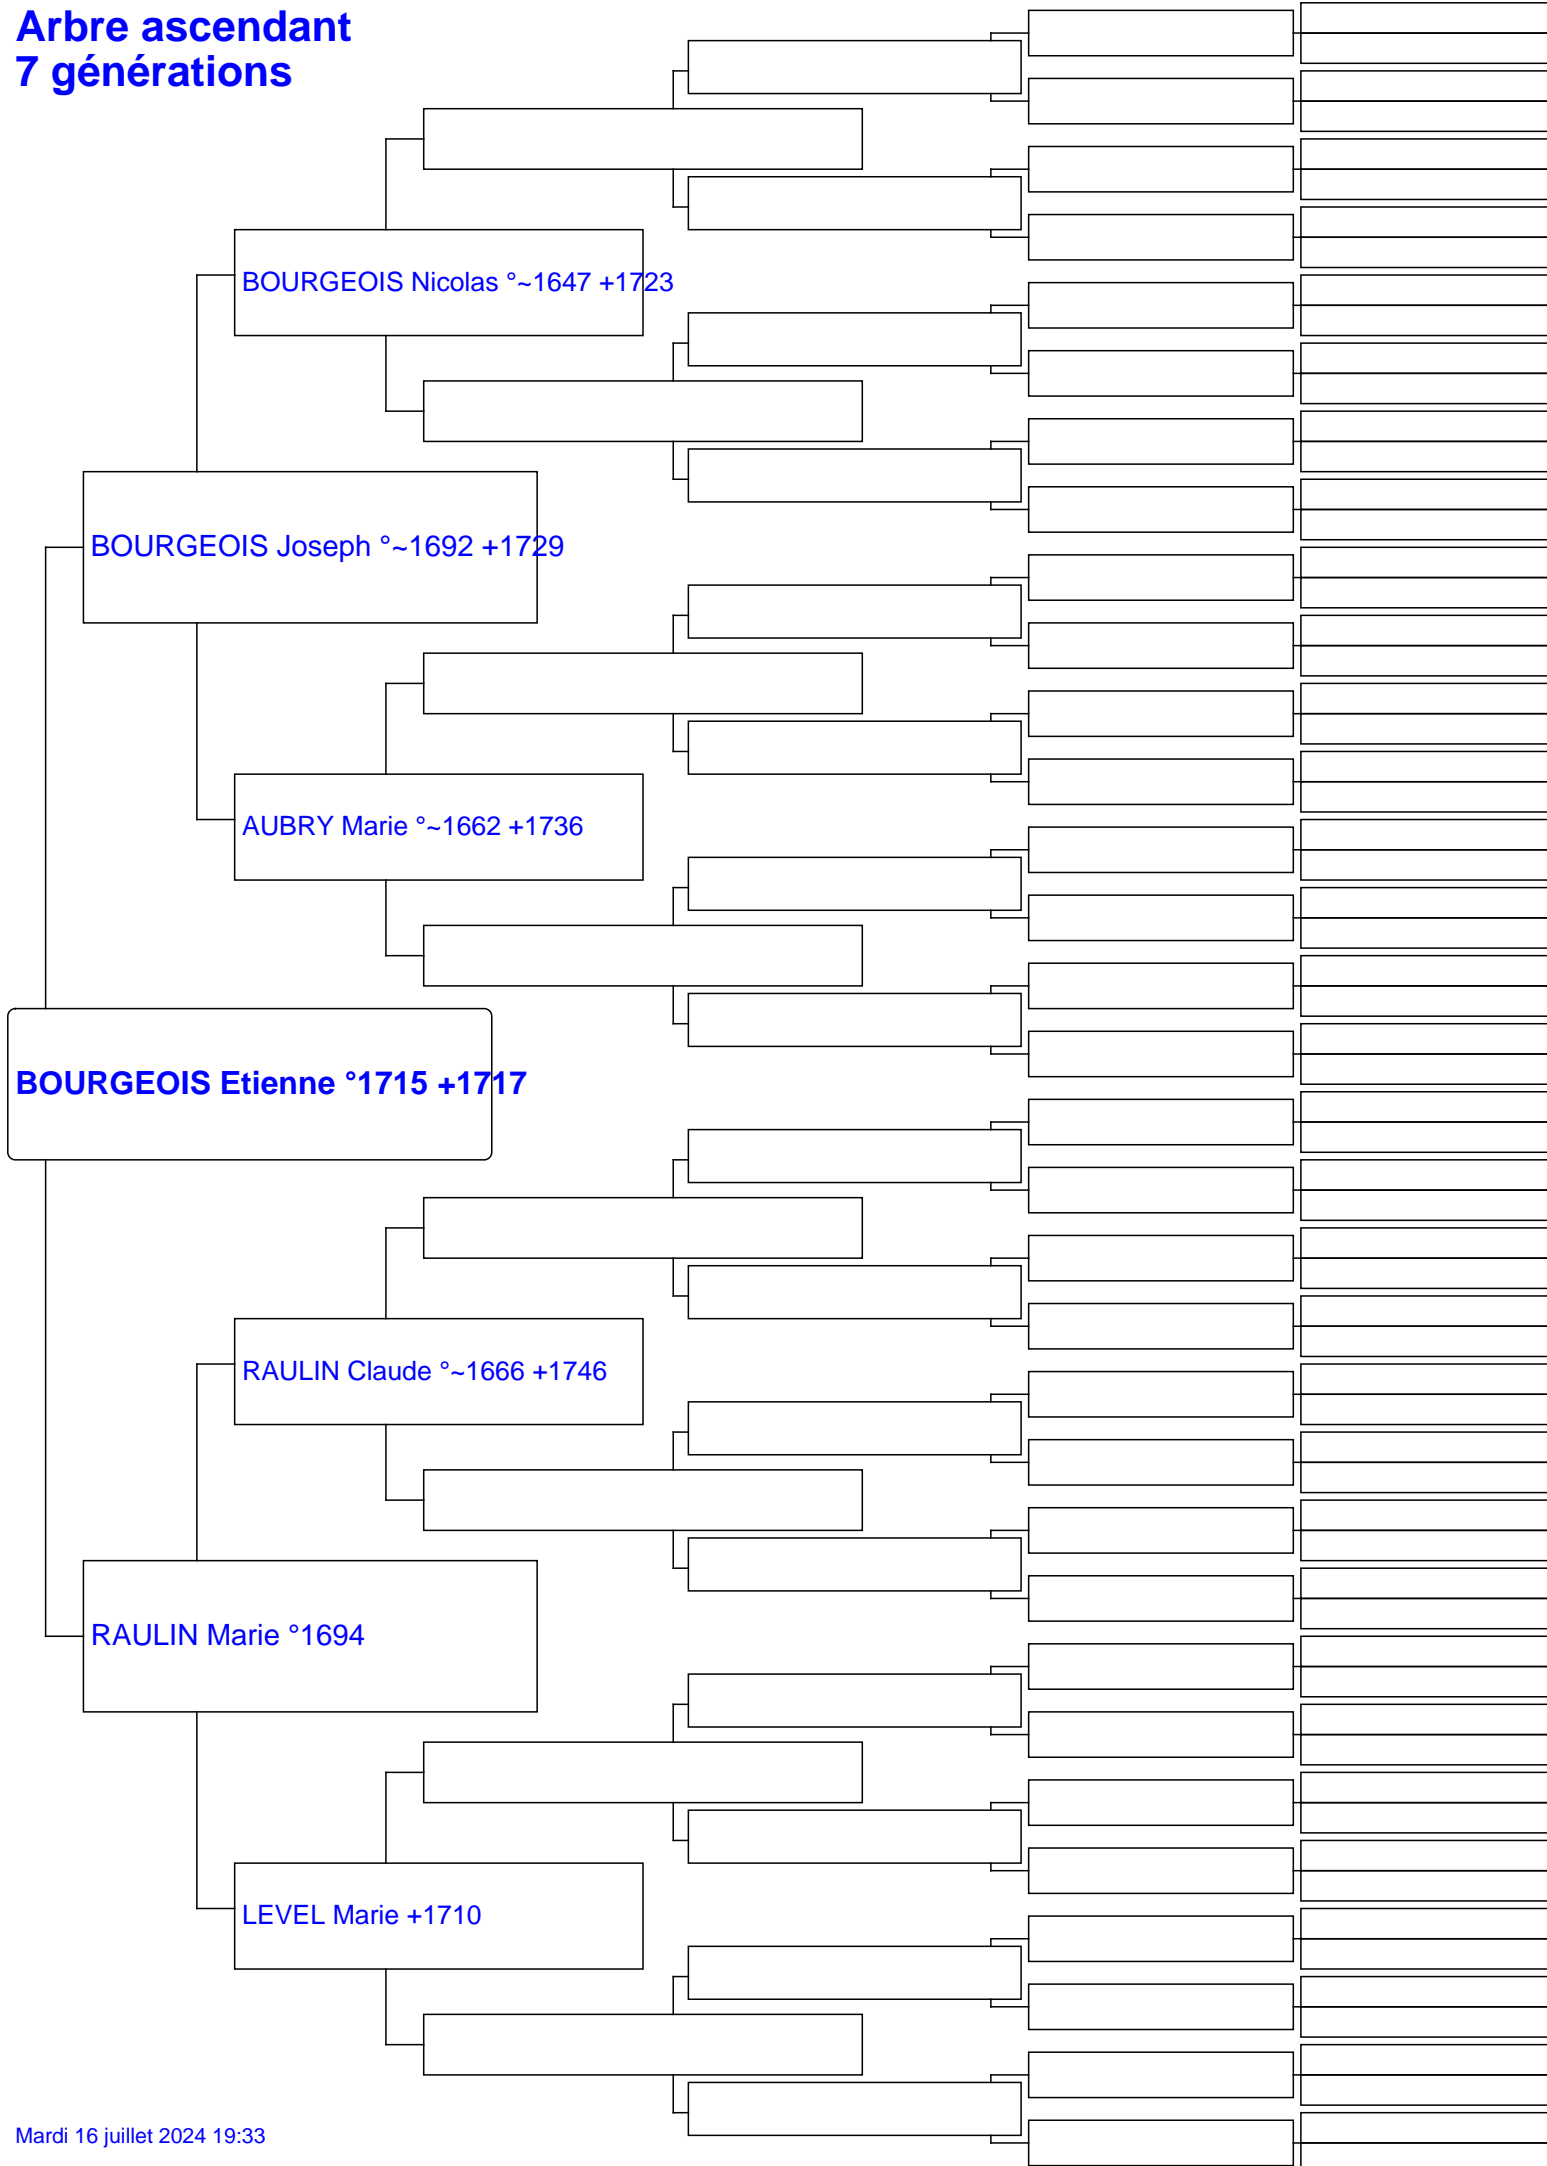 Arbre ascendant
7 générations
BOURGEOIS Nicolas °~1647 +1723
BOURGEOIS Joseph °~1692 +1729
AUBRY Marie °~1662 +1736
BOURGEOIS Etienne °1715 +1717
RAULIN Claude °~1666 +1746
RAULIN Marie °1694
LEVEL Marie +1710
Mardi 16 juillet 2024 19:33